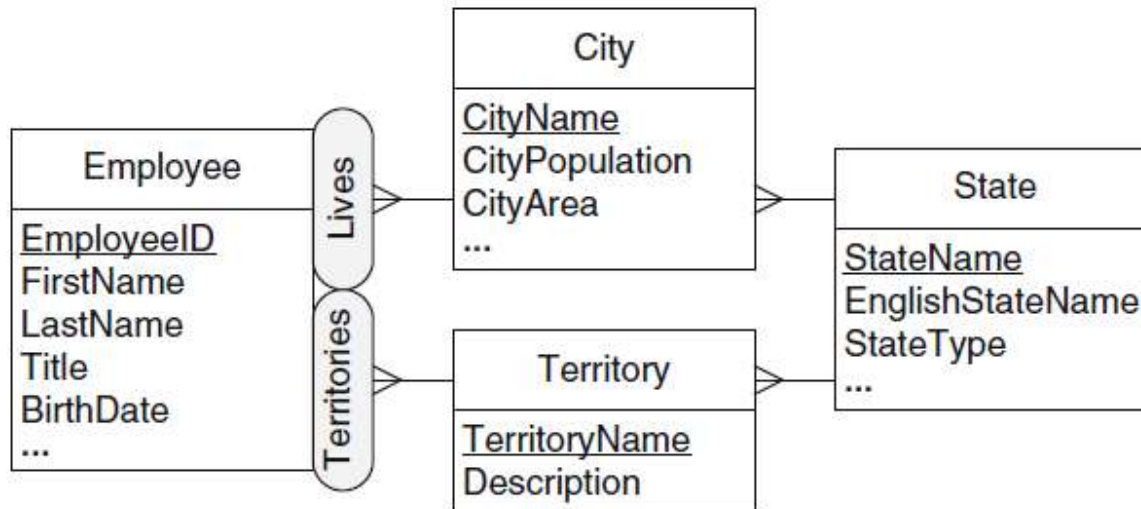 Employee
EmployeeID
FirstName
LastName
Title
BirthDate
...
Lives
Territories
City
CityName
CityPopulation
CityArea
...
Territory
TerritoryName
Description
State
StateName
EnglishStateName
StateType
...